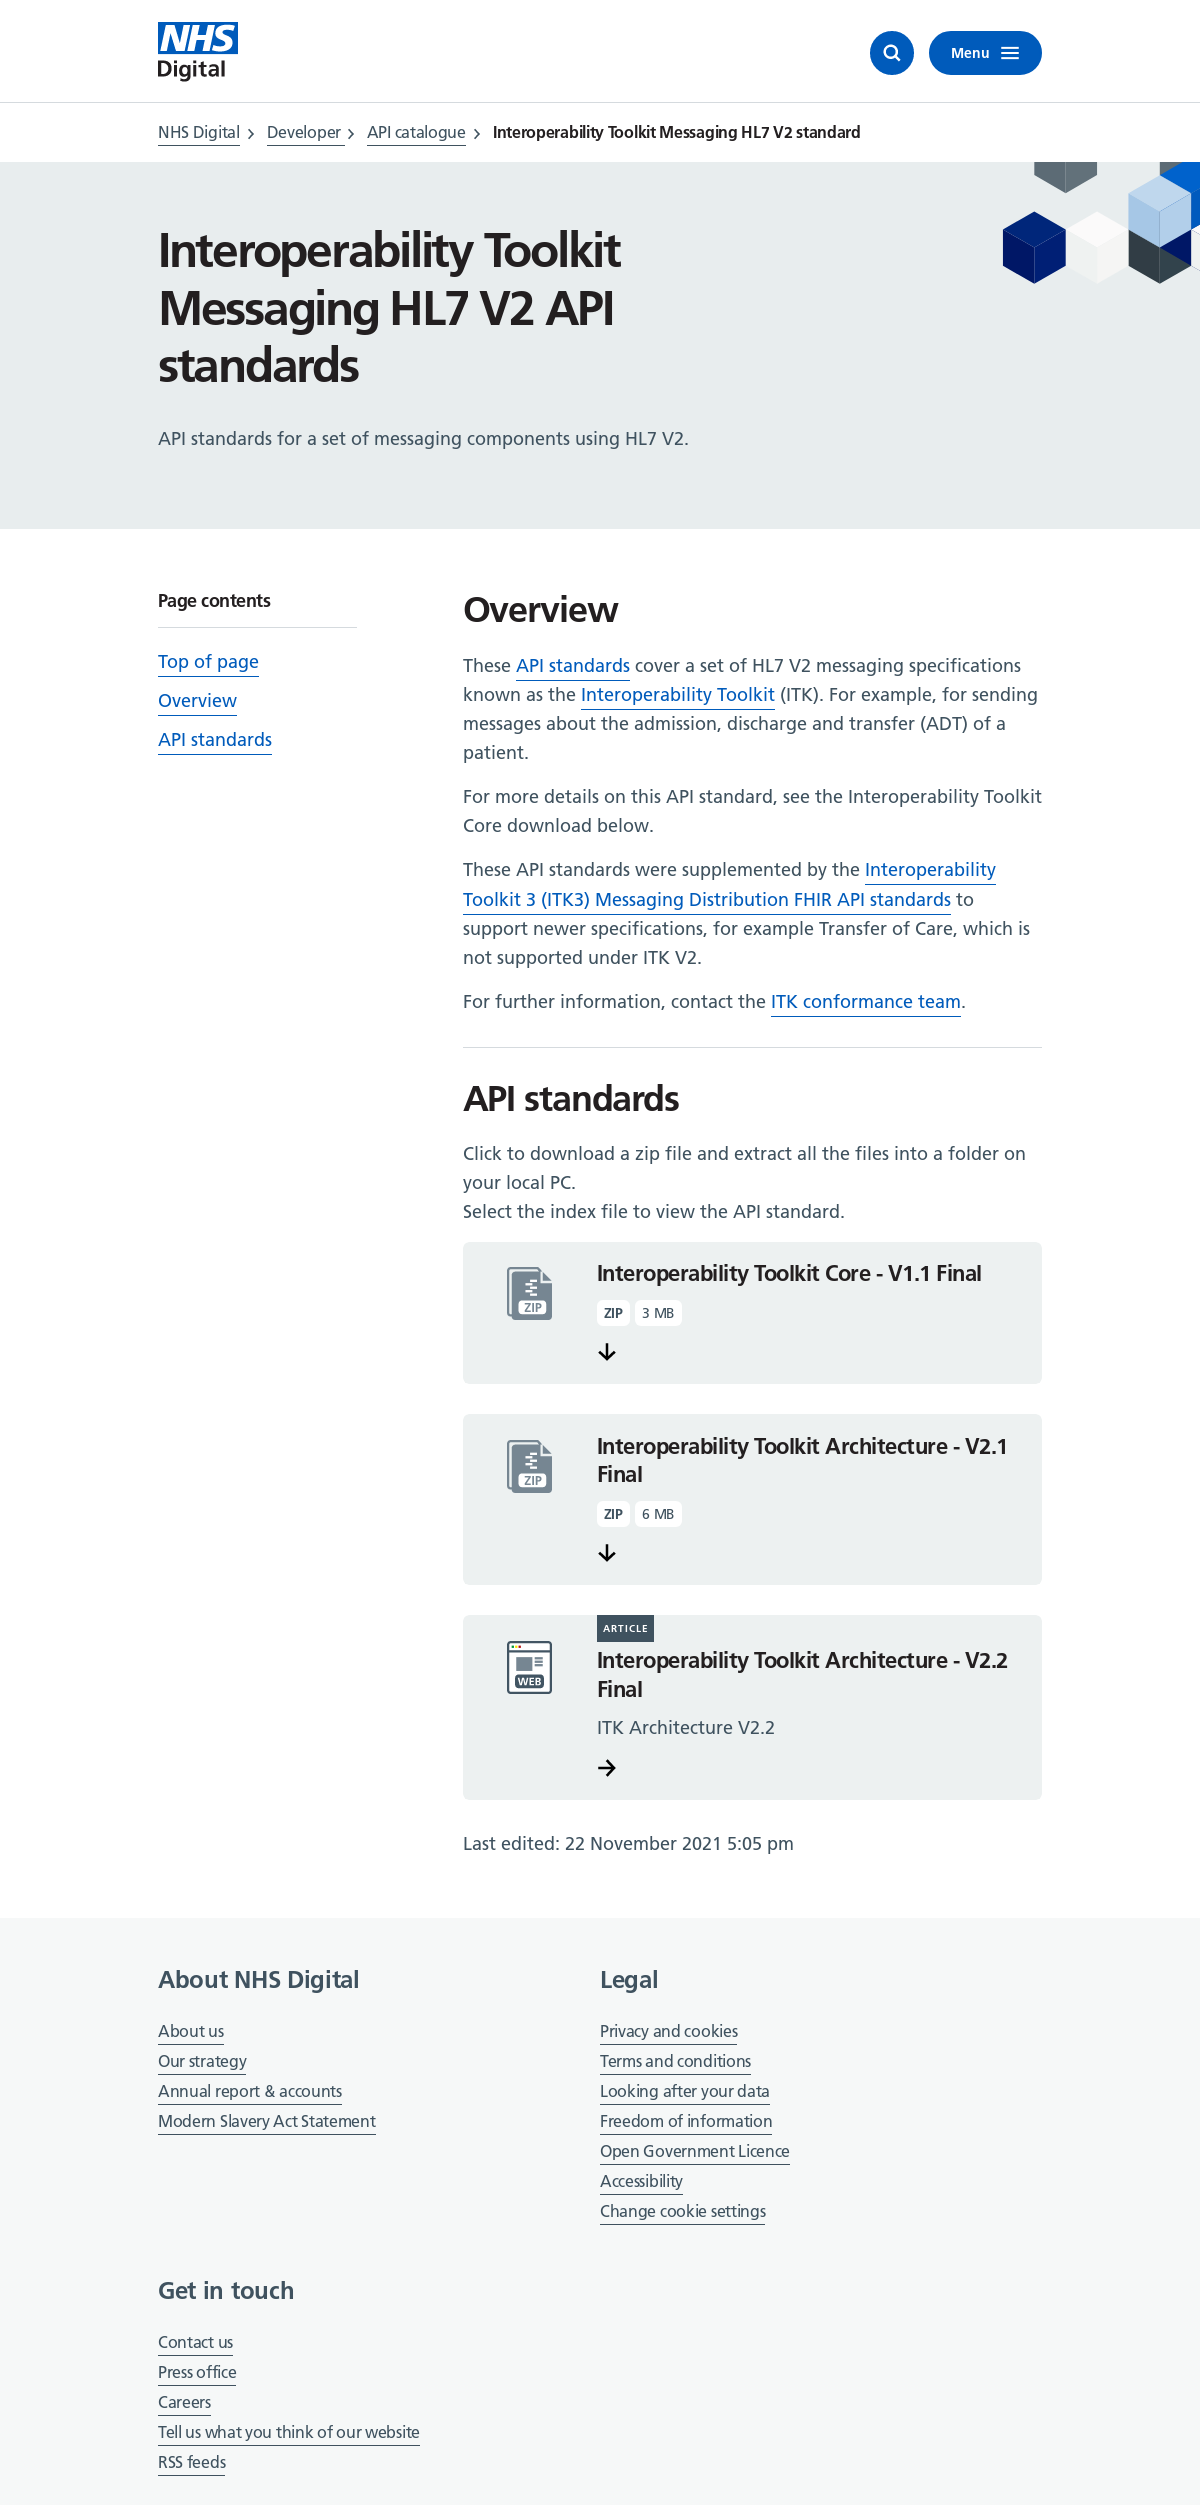 NHS
Digital
Menu
NHS Digital
Developer
API catalogue
Interoperability Toolkit Messaging HL7 V2 standard
Interoperability Toolkit
Messaging HL7 V2 API
standards
API standards for a set of messaging components using HL7 V2.
Page contents
Top of page
Overview
API standards
Overview
These API standards cover a set of HL7 V2 messaging specifications
known as the Interoperability Toolkit (ITK). For example, for sending
messages about the admission, discharge and transfer (ADT) of a
patient.
For more details on this API standard, see the Interoperability Toolkit
Core download below.
These API standards were supplemented by the Interoperability
Toolkit 3 (ITK3) Messaging Distribution FHIR API standards to
support newer specifications, for example Transfer of Care, which is
not supported under ITK V2.
For further information, contact the ITK conformance team.
API standards
Click to download a zip file and extract all the files into a folder on
your local PC.
Select the index file to view the API standard.
ZIP
Interoperability Toolkit Core - V1.1 Final
ZIP 3 MB
ZIP
Interoperability Toolkit Architecture - V2.1
Final
ZIP 6 MB
WEB
ARTICLE
Interoperability Toolkit Architecture - V2.2
Final
ITK Architecture V2.2
Last edited: 22 November 2021 5:05 pm
About NHS Digital
About us
Our strategy
Annual report & accounts
Modern Slavery Act Statement
Legal
Privacy and cookies
Terms and conditions
Looking after your data
Freedom of information
Open Government Licence
Accessibility
Change cookie settings
Get in touch
Contact us
Press office
Careers
Tell us what you think of our website
RSS feeds